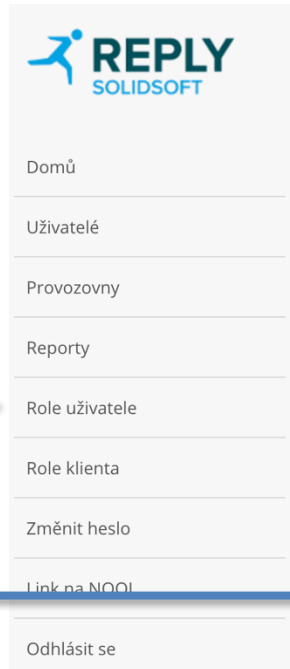 REPLY
SOLIDSOFT
Domů
Uživatelé
Provozovny
Reporty
Role uživatele
Role klienta
Změnit heslo
Link na
Odhlásit se